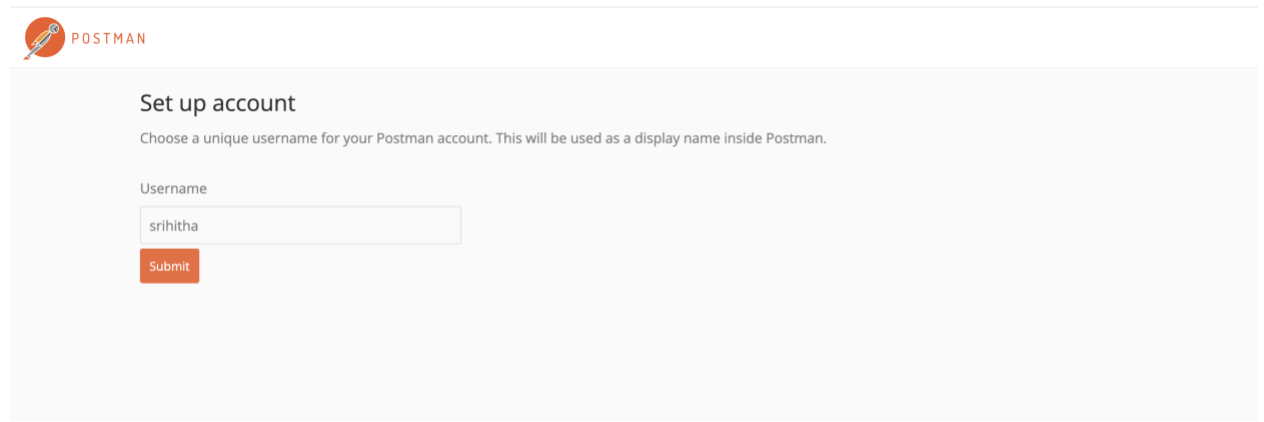 POSTMAN
Set up account
Choose a unique username for your Postman account. This will be used as a display name inside Postman.
Username
srihitha
Submit